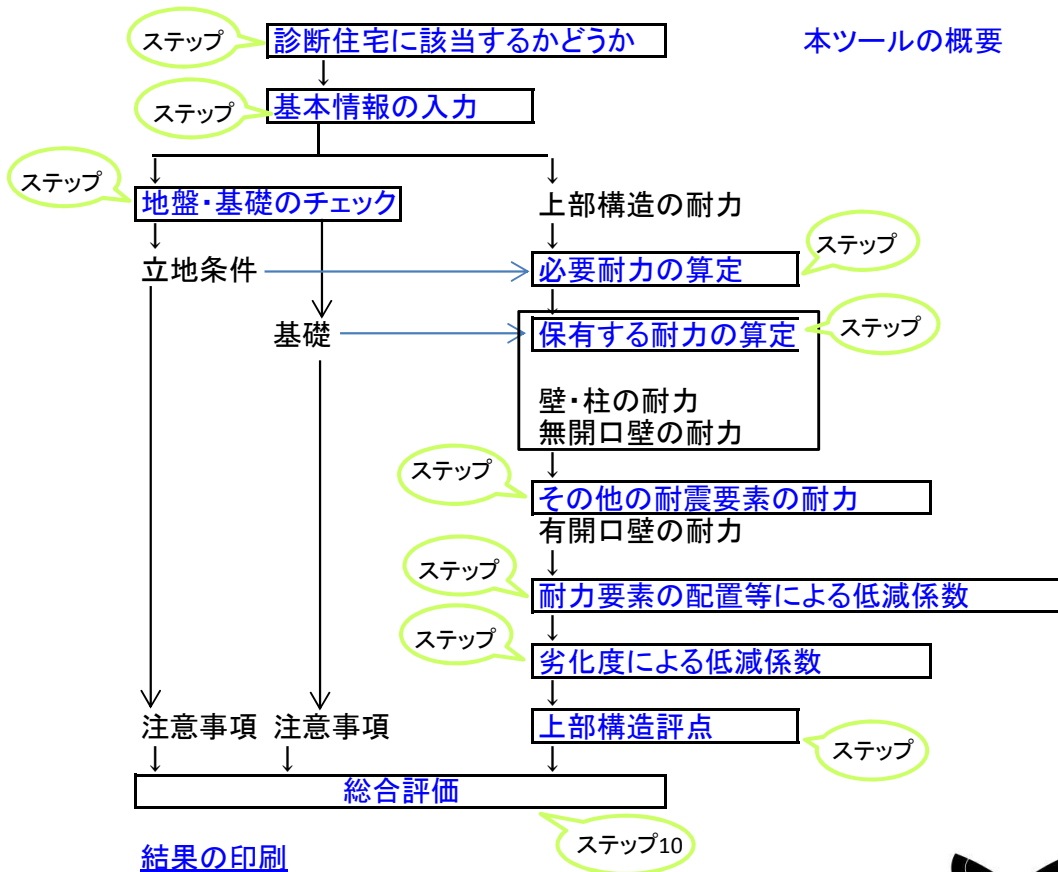 ステップ
診断住宅に該当するかどうか
本ツールの概要
↓
ステップ
基本情報の入力
↓ ↓
ステップ
地盤・基礎のチェック
上部構造の耐力
↓ ↓
ステップ
立地条件
必要耐力の算定
↓
基礎
保有する耐力の算定
ステップ
壁・柱の耐力
無開口壁の耐力
↓
ステップ
その他の耐震要素の耐力
有開口壁の耐力
↓
ステップ
耐力要素の配置等による低減係数
↓
ステップ
劣化度による低減係数
↓
注意事項 注意事項
上部構造評点
ステップ
↓ ↓ ↓
総合評価
ステップ10
結果の印刷